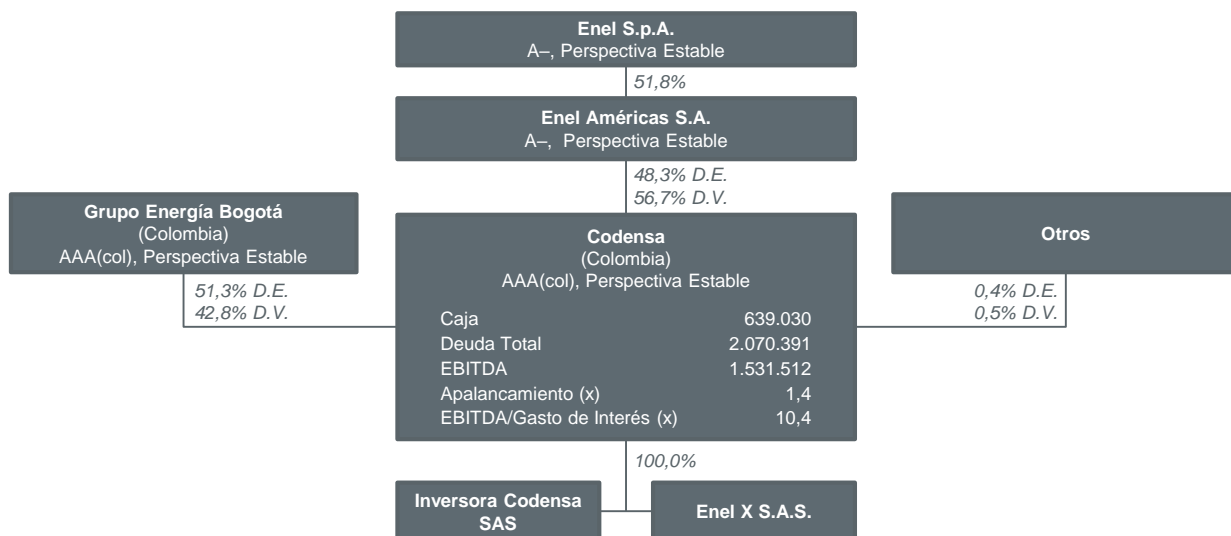 Enel S.p.A.
A–, Perspectiva Estable
51,8%
Enel Américas S.A.
A–, Perspectiva Estable
48,3% D.E.
56,7% D.V.
Grupo Energía Bogotá
(Colombia)
AAA(col), Perspectiva Estable
51,3% D.E.
42,8% D.V.
Codensa
(Colombia)
AAA(col), Perspectiva Estable
Caja 639.030
Deuda Total 2.070.391
EBITDA 1.531.512
Apalancamiento (x) 1,4
EBITDA/Gasto de Interés (x) 10,4
Otros
0,4% D.E.
0,5% D.V.
100,0%
Inversora Codensa
SAS
Enel X S.A.S.